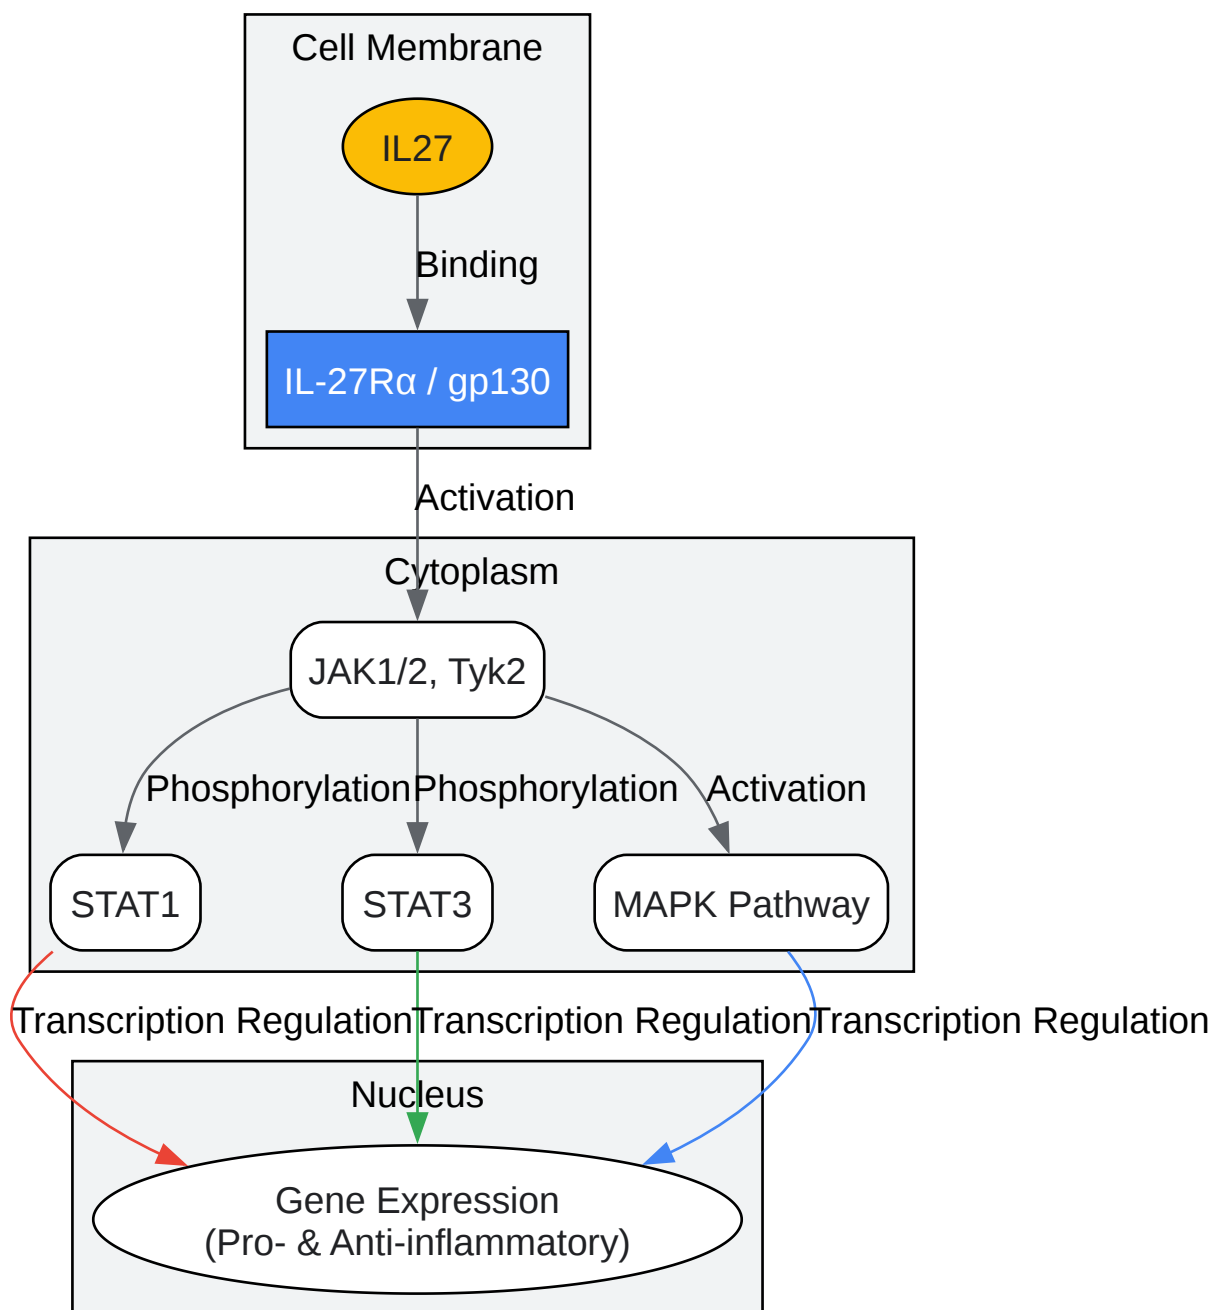 Cell Membrane
IL27
Binding
IL-27Rα / gp130
Activation
Cytoplasm
JAK1/2, Tyk2
Phosphorylation
Phosphorylation
Activation
STAT1
STAT3
MAPK Pathway
Transcription Regulation
Transcription Regulation
Transcription Regulation
Nucleus
Gene Expression
(Pro- & Anti-inflammatory)